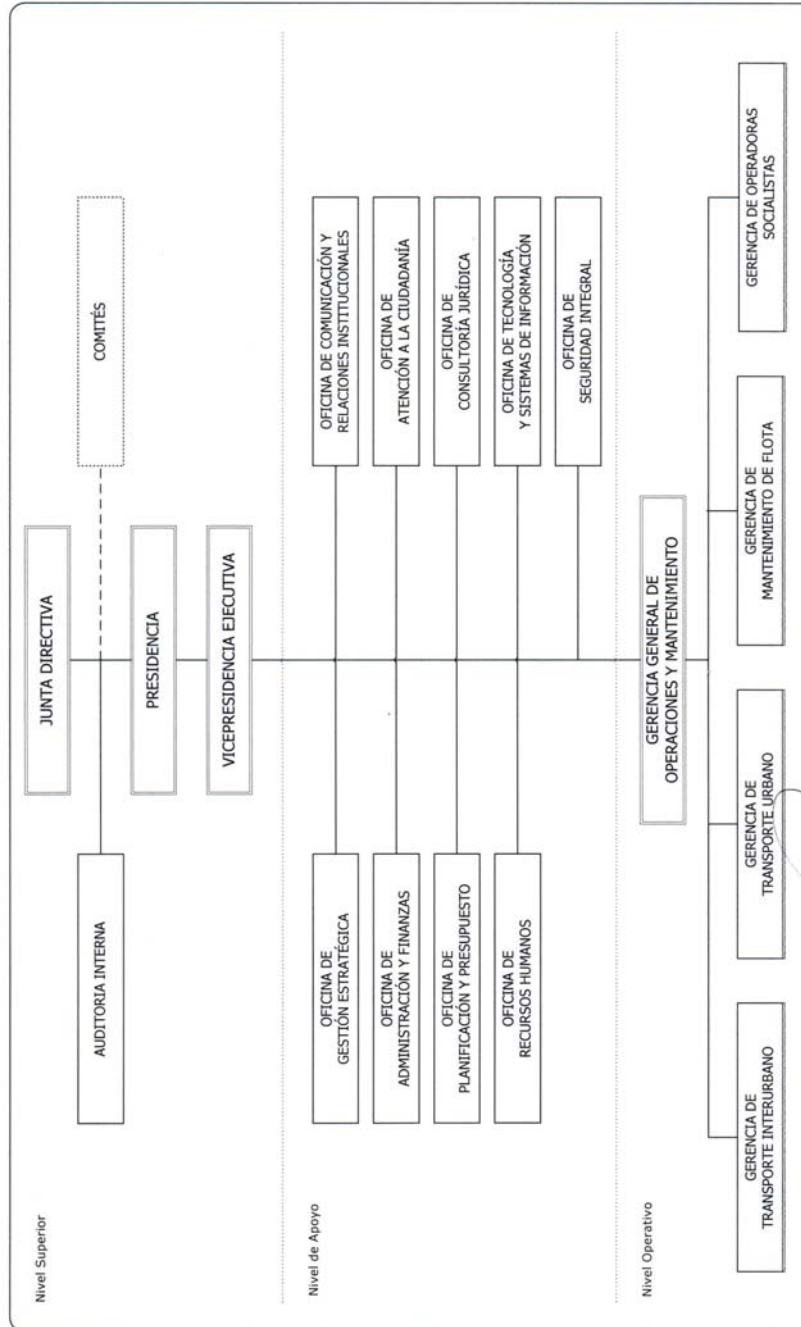 Nivel Superior
JUNTA DIRECTIVA
AUDITORIA INTERNA
COMITÉS
PRESIDENCIA
VICEPRESIDENCIA EJECUTIVA
Nivel de Apoyo
OFICINA DE
GESTIÓN ESTRATÉGICA
OFICINA DE COMUNICACIÓN Y
RELACIONES INSTITUCIONALES
OFICINA DE
ADMINISTRACIÓN Y FINANZAS
OFICINA DE
ATENCIÓN A LA CIUDADANÍA
OFICINA DE
PLANIFICACIÓN Y PRESUPUESTO
OFICINA DE
CONSULTORÍA JURÍDICA
OFICINA DE
RECURSOS HUMANOS
OFICINA DE TECNOLOGÍA
Y SISTEMAS DE INFORMACIÓN
OFICINA DE
SEGURIDAD INTEGRAL
Nivel Operativo
GERENCIA GENERAL DE
OPERACIONES Y MANTENIMIENTO
GERENCIA DE
TRANSPORTE INTERURBANO
GERENCIA DE
TRANSPORTE URBANO
GERENCIA DE
MANTENIMIENTO DE FLOTA
GERENCIA DE OPERADORAS
SOCIALISTAS